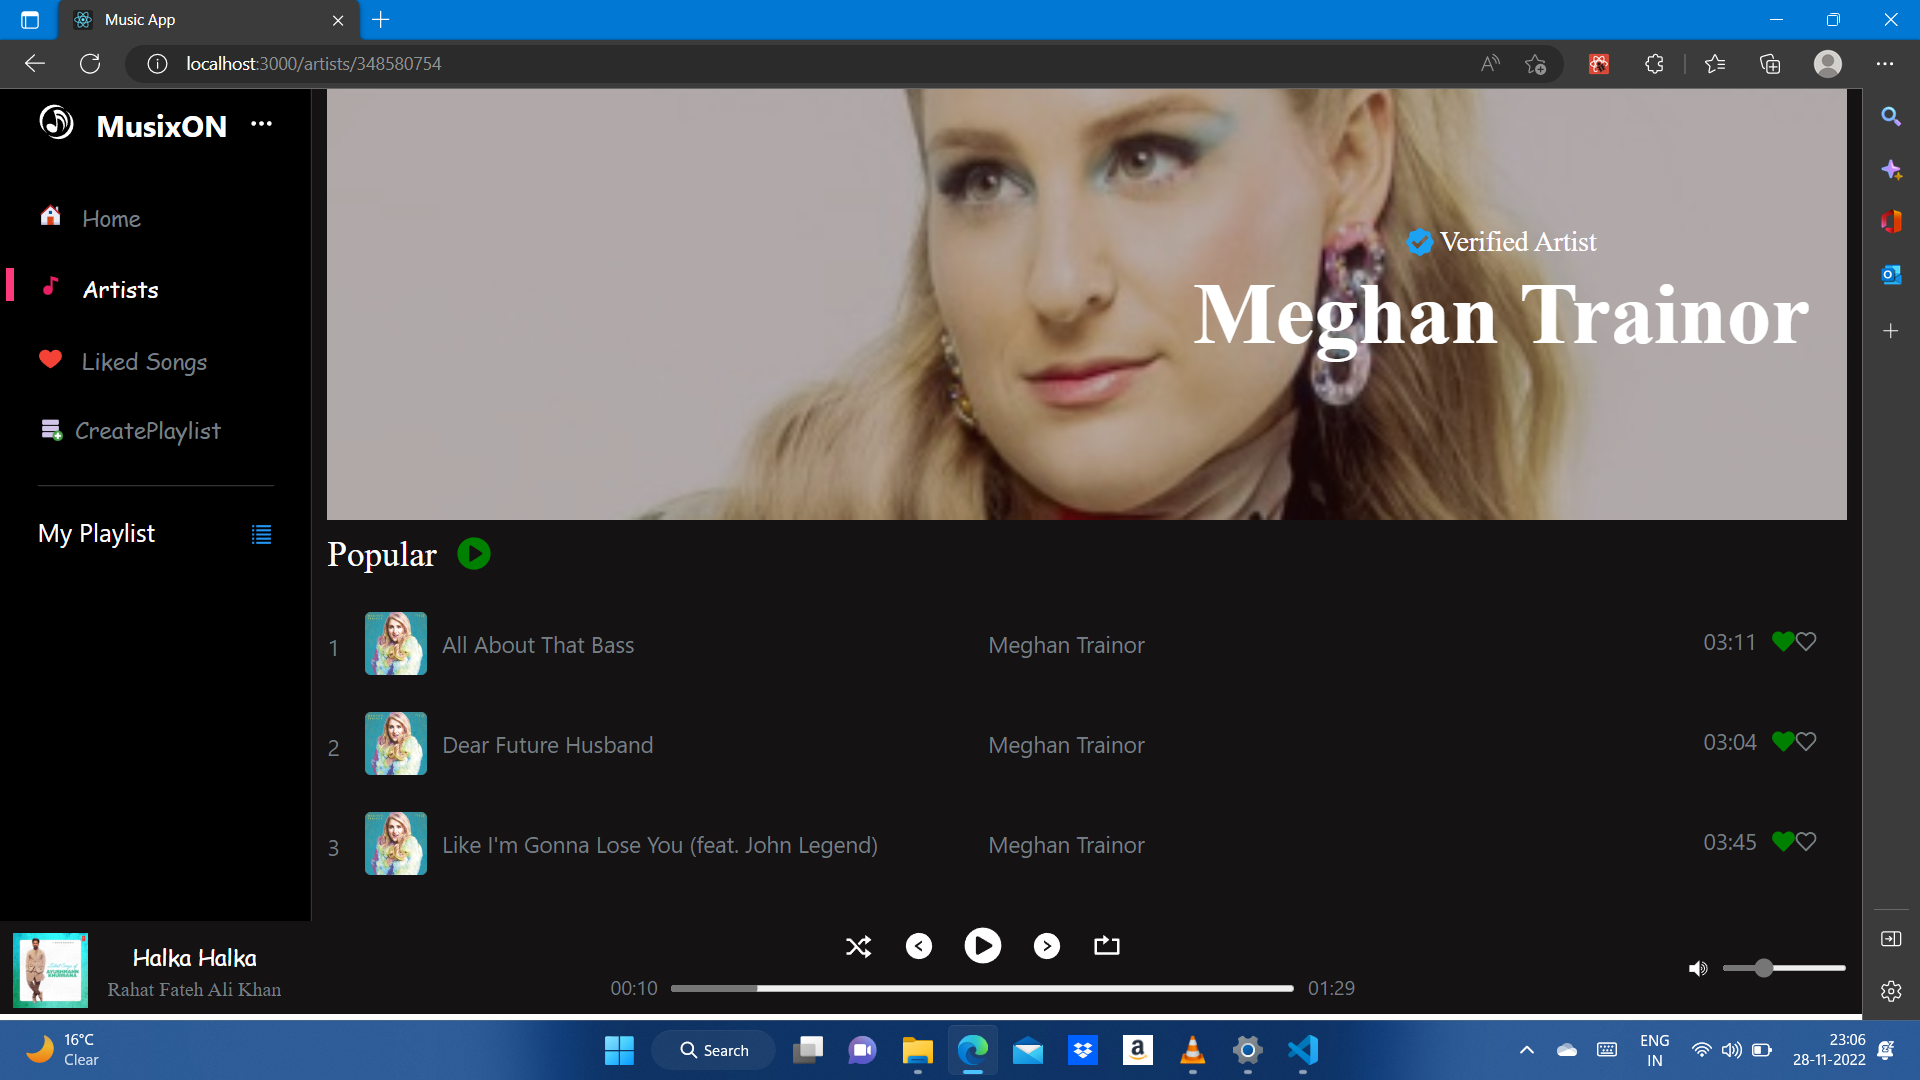 Music App
localhost:3000/artists/348580754
MusixON
Home
Artists
Liked Songs
CreatePlaylist
My Playlist
Verified Artist
Meghan Trainor
Popular
1 All About That Bass Meghan Trainor 03:11
2 Dear Future Husband Meghan Trainor 03:04
3 Like I'm Gonna Lose You (feat. John Legend) Meghan Trainor 03:45
Halka Halka
Rahat Fateh Ali Khan
00:10 01:29
16°C
Clear
Search
ENG
IN
23:06
28-11-2022